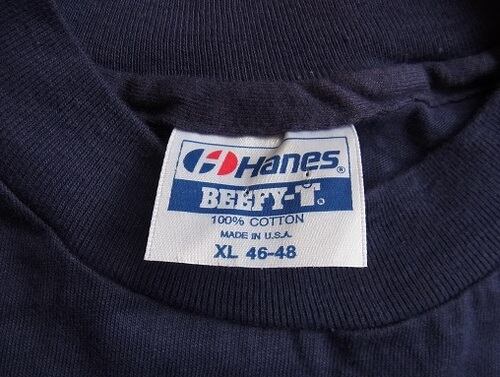 Hanes®
BEEFY-T®
100% COTTON
MADE IN U.S.A.
XL 46-48